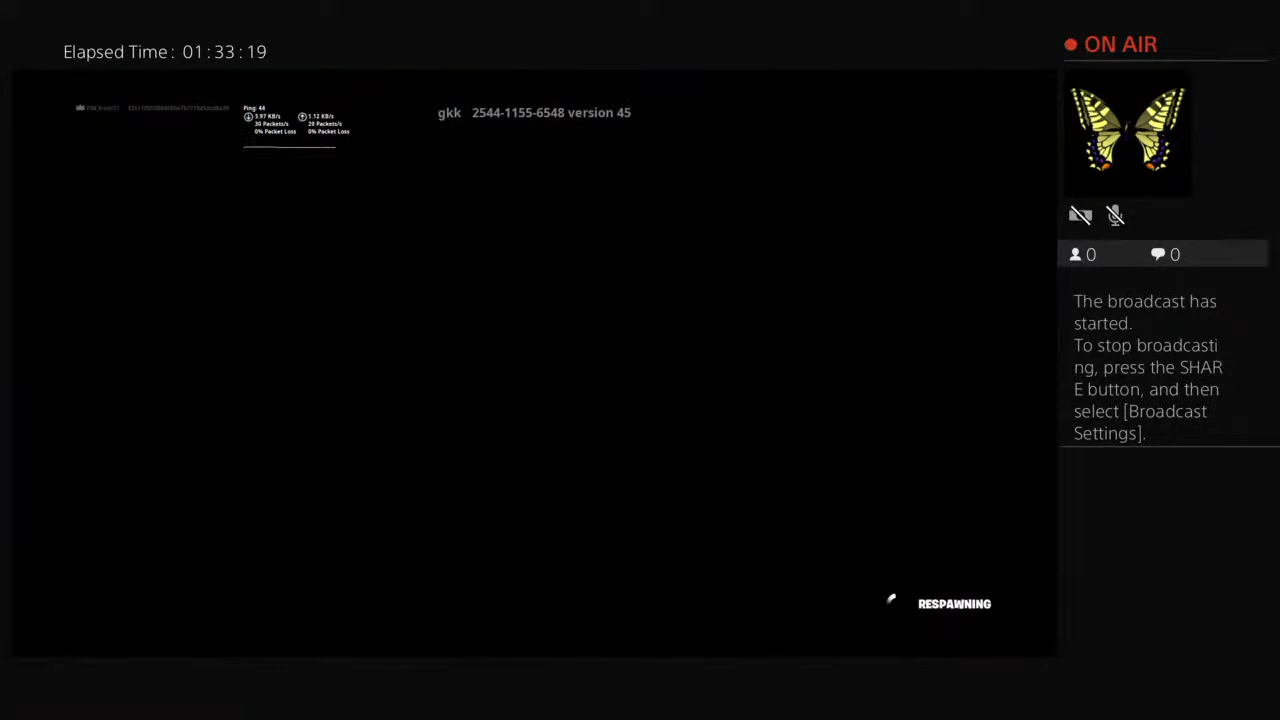 Elapsed Time: 01:33:19
ON AIR
Ping: 44
3.97 KB/s 1.12 KB/s
30 Packets/s 29 Packets/s
0% Packet Loss 0% Packet Loss
gkk 2544-1155-6548 version 45
0 0
The broadcast has
started.
To stop broadcasti
ng, press the SHAR
E button, and then
select [Broadcast
Settings].
RESPAWNING